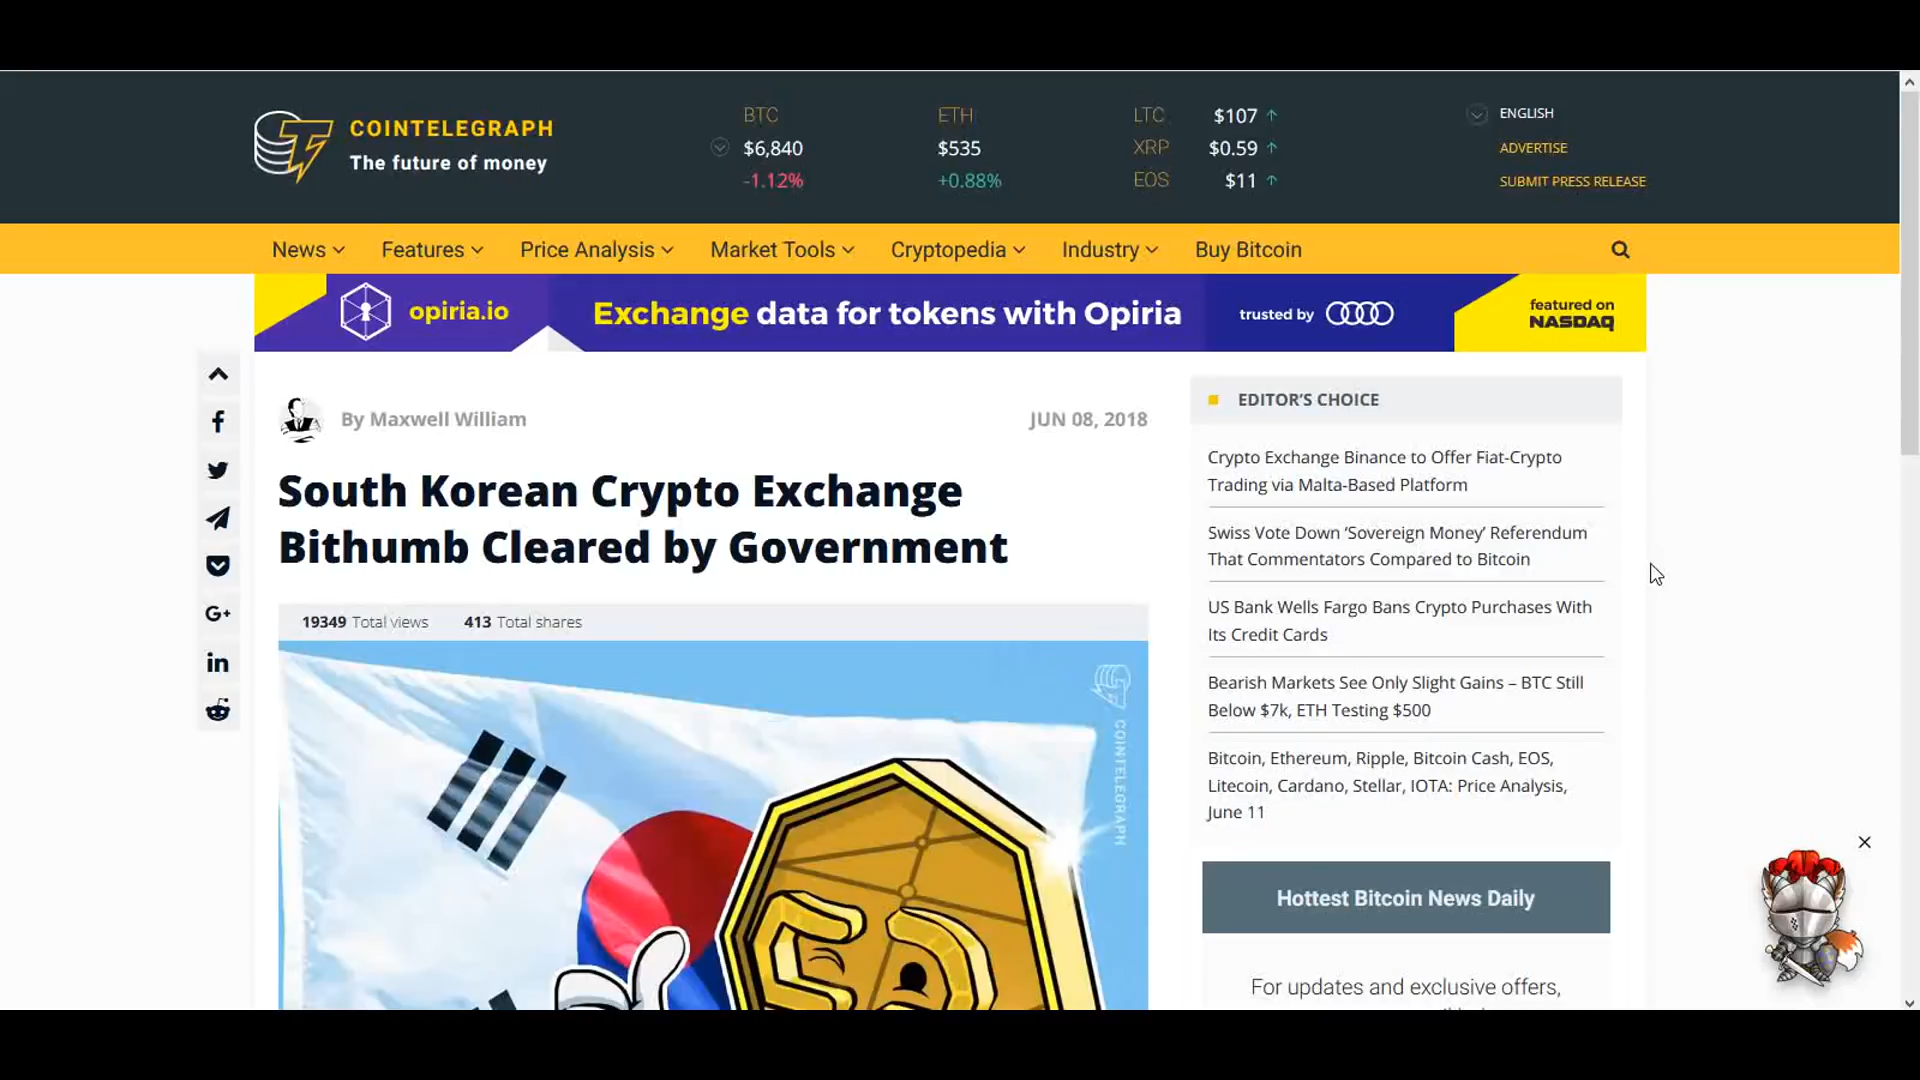 COINTELEGRAPH
The future of money
BTC
$6,840
-1.12%
ETH
$535
+0.88%
LTC $107 ↑
XRP $0.59 ↑
EOS $11 ↑
ENGLISH
ADVERTISE
SUBMIT PRESS RELEASE
News Features Price Analysis Market Tools Cryptopedia Industry Buy Bitcoin
opiria.io Exchange data for tokens with Opiria trusted by featured on
NASDAQ
By Maxwell William JUN 08, 2018
South Korean Crypto Exchange
Bithumb Cleared by Government
19349 Total views 413 Total shares
COINTELEGRAPH
G+
in
EDITOR'S CHOICE
Crypto Exchange Binance to Offer Fiat-Crypto
Trading via Malta-Based Platform
Swiss Vote Down ‘Sovereign Money’ Referendum
That Commentators Compared to Bitcoin
US Bank Wells Fargo Bans Crypto Purchases With
Its Credit Cards
Bearish Markets See Only Slight Gains – BTC Still
Below $7k, ETH Testing $500
Bitcoin, Ethereum, Ripple, Bitcoin Cash, EOS,
Litecoin, Cardano, Stellar, IOTA: Price Analysis,
June 11
Hottest Bitcoin News Daily
For updates and exclusive offers,